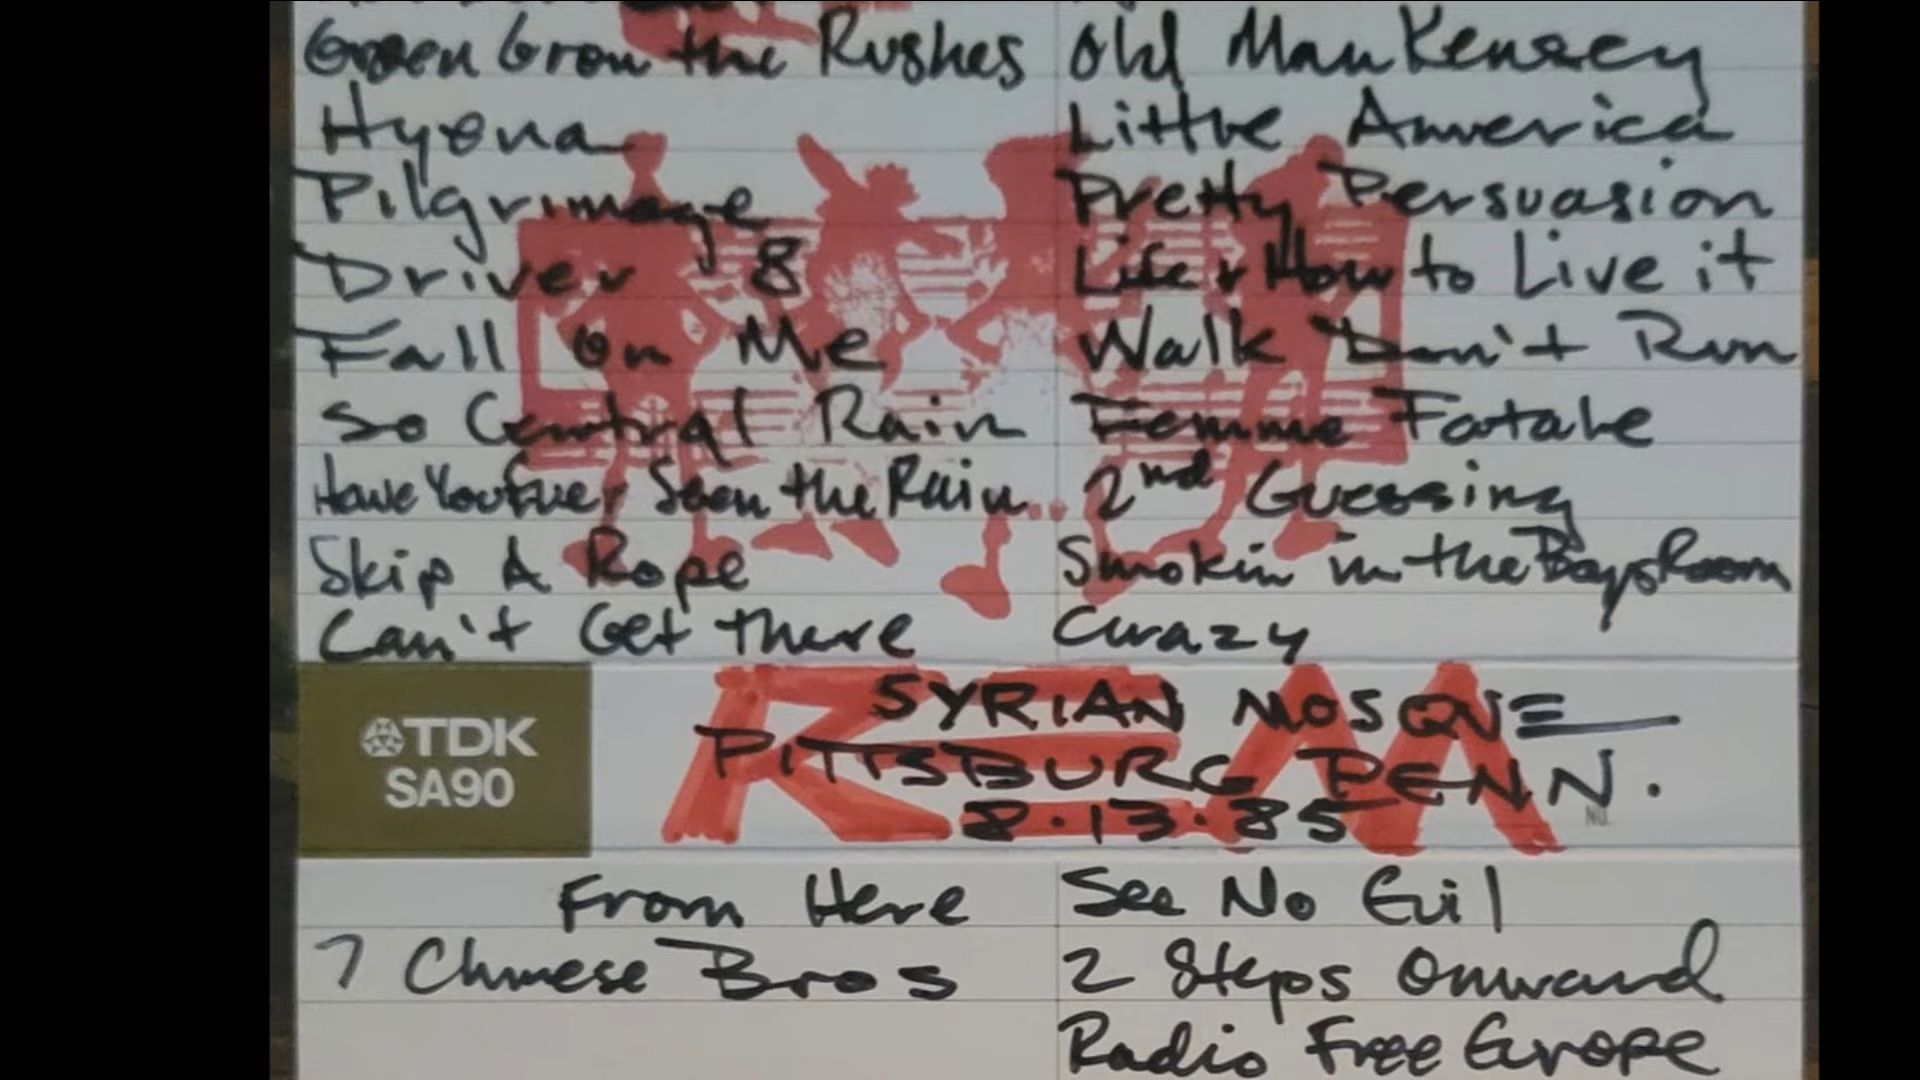 Green Grow the Rushes
Hyena
Pilgrimage
Driver 8
Fall on Me
So Central Rain
Have You Ever Seen the Rain
Skip A Rope
Can't Get There
Old Man Kensey
Little America
Pretty Persuasion
Life & How to Live it
Walk Don't Run
Femme Fatale
2nd Guessing
Smokin in the Boys Room
Crazy
TDK
SA90
REM
SYRIAN MOSQUE
PITTSBURG PENN.
8.13.85
NO.
From Here
7 Chinese Bros
See No Evil
2 Steps Onward
Radio Free Europe